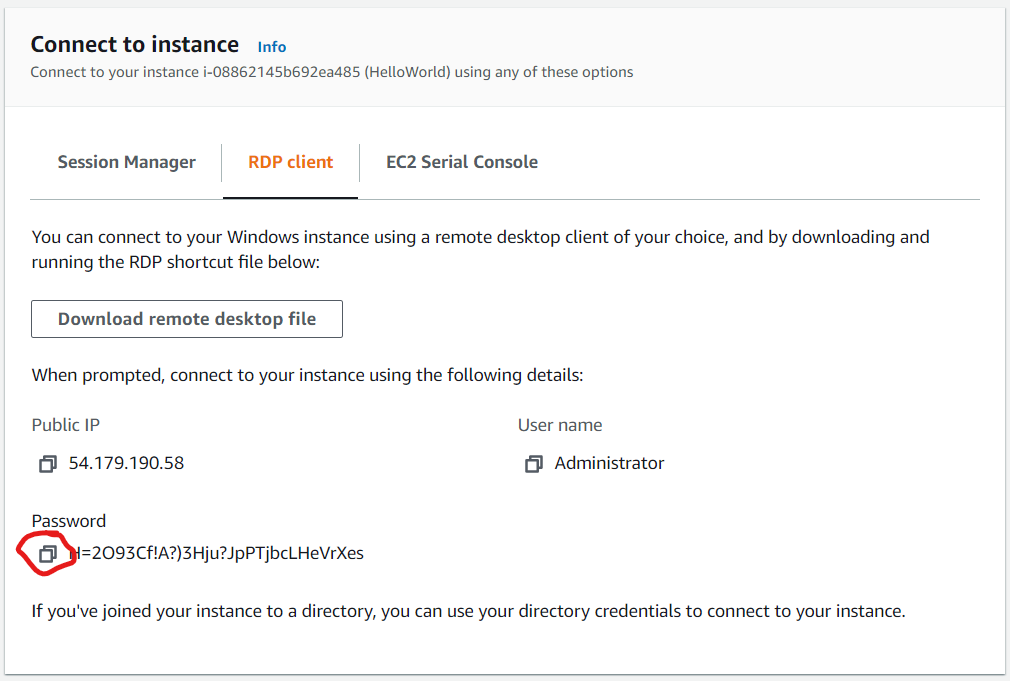 Connect to instance Info
Connect to your instance i-08862145b692ea485 (HelloWorld) using any of these options
Session Manager RDP client EC2 Serial Console
You can connect to your Windows instance using a remote desktop client of your choice, and by downloading and
running the RDP shortcut file below:
Download remote desktop file
When prompted, connect to your instance using the following details:
Public IP User name
54.179.190.58 Administrator
Password
H=2O93Cf!A?)3Hju?JpPTjbcLHeVrXes
If you've joined your instance to a directory, you can use your directory credentials to connect to your instance.